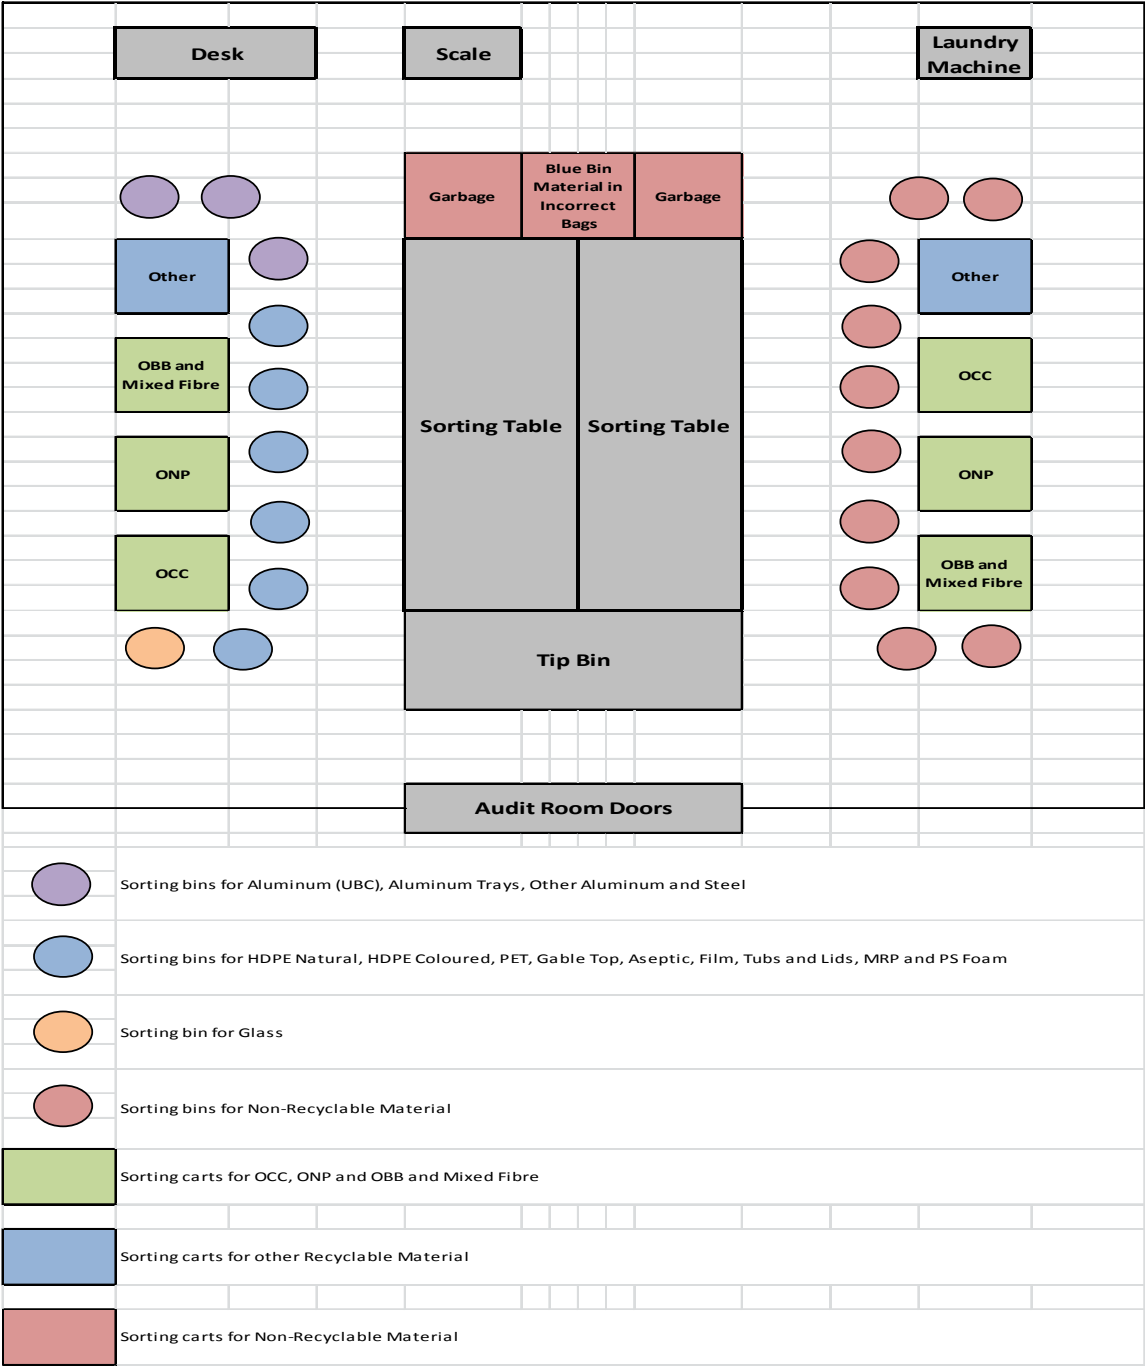 Desk
Scale
Laundry
Machine
Garbage
Blue Bin
Material in
Incorrect
Bags
Garbage
Other
Other
OBB and
Mixed Fibre
OCC
Sorting Table
Sorting Table
ONP
ONP
OCC
OBB and
Mixed Fibre
Tip Bin
Audit Room Doors
Sorting bins for Aluminum (UBC), Aluminum Trays, Other Aluminum and Steel
Sorting bins for HDPE Natural, HDPE Coloured, PET, Gable Top, Aseptic, Film, Tubs and Lids, MRP and PS Foam
Sorting bin for Glass
Sorting bins for Non-Recyclable Material
Sorting carts for OCC, ONP and OBB and Mixed Fibre
Sorting carts for other Recyclable Material
Sorting carts for Non-Recyclable Material